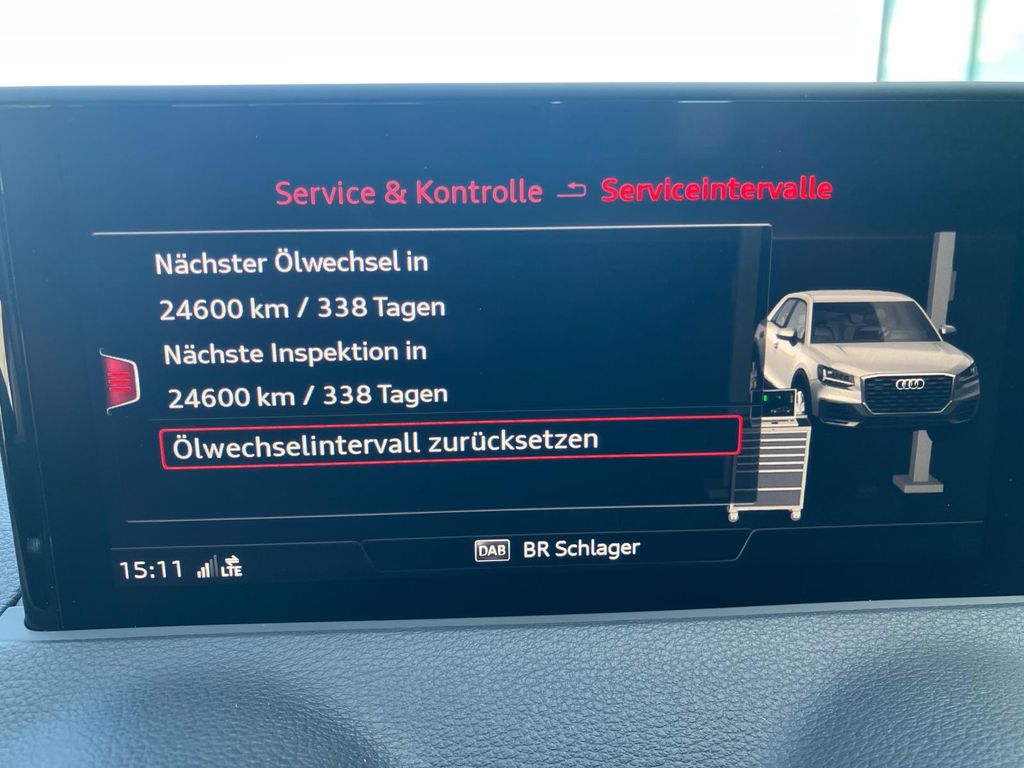 Service & Kontrolle Serviceintervalle
Nächster Ölwechsel in
24600 km / 338 Tagen
Nächste Inspektion in
24600 km / 338 Tagen
Ölwechselintervall zurücksetzen
15:11 LTE DAB BR Schlager